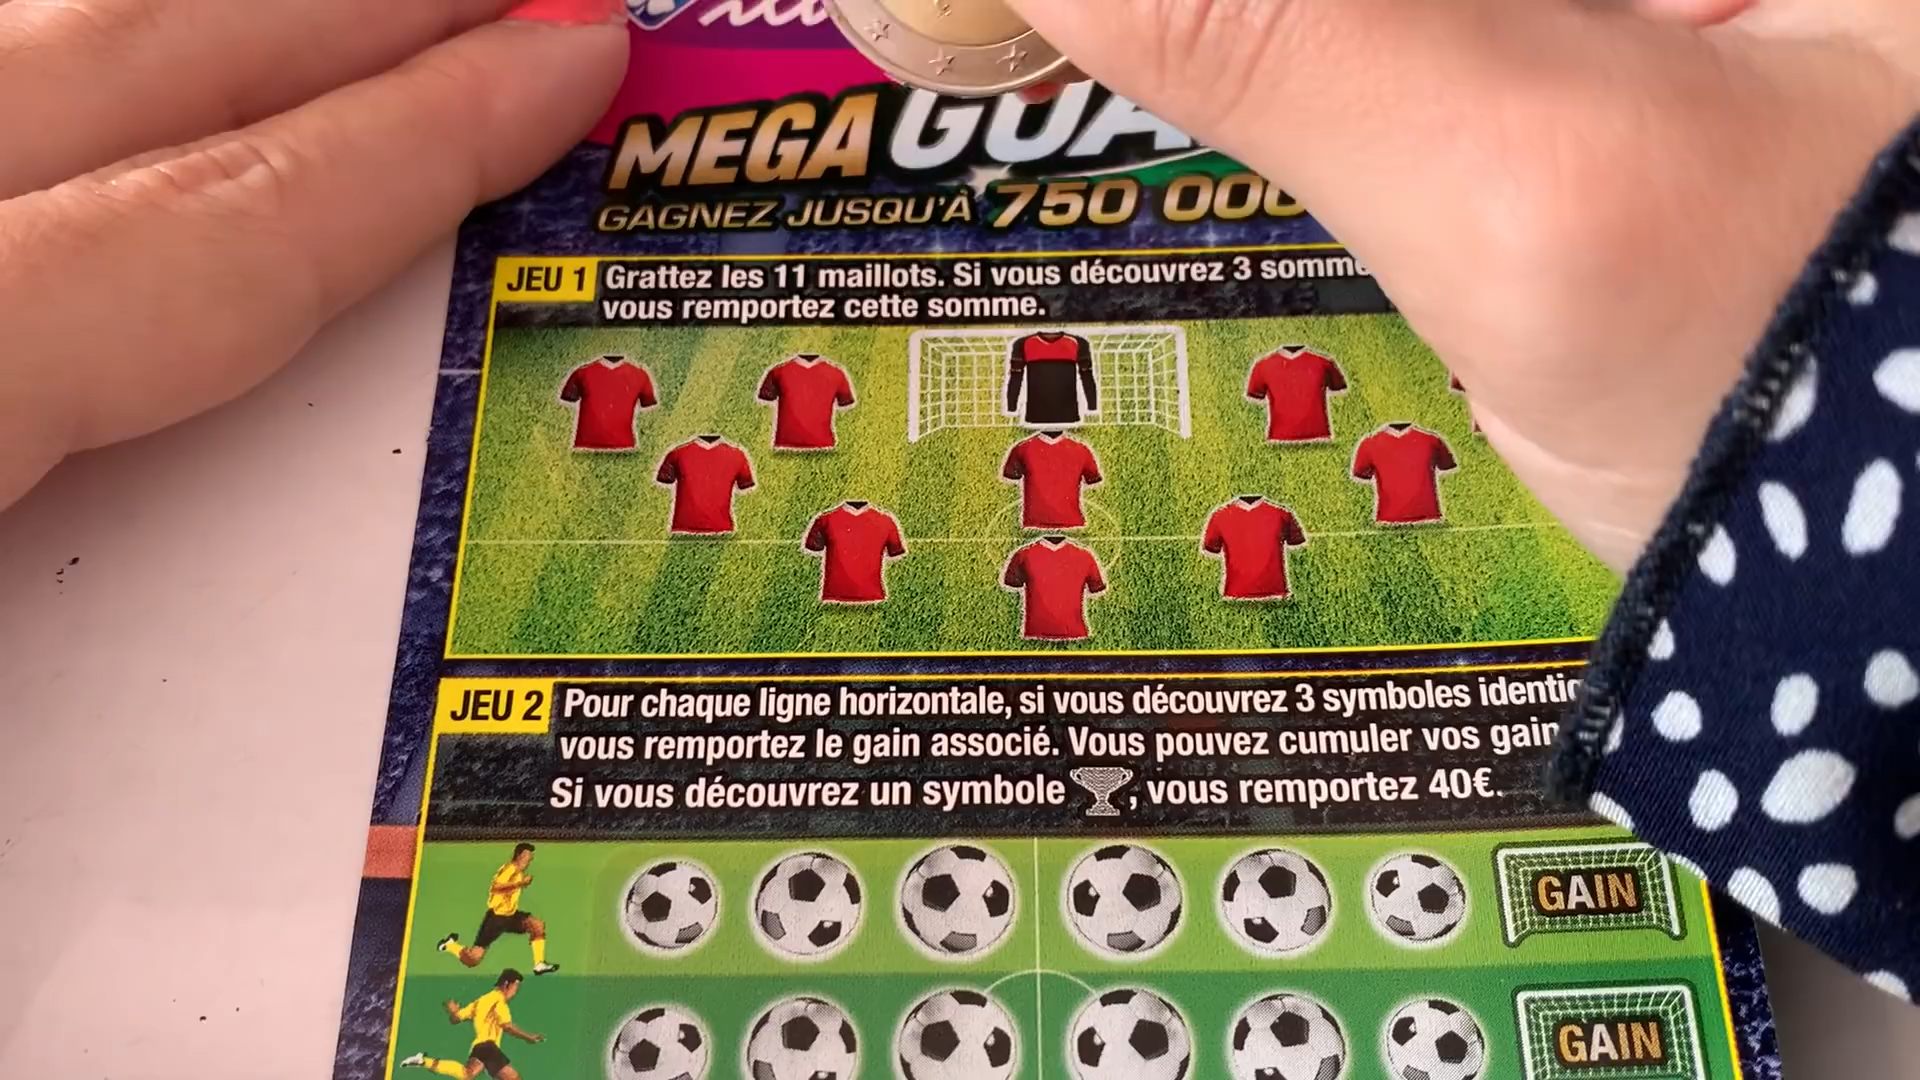 MEGA
GAGNEZ JUSQU'À 750 000
JEU 1 Grattez les 11 maillots. Si vous découvrez 3
vous remportez cette somme.
JEU 2 Pour chaque ligne horizontale, si vous découvrez 3 symboles
vous remportez le gain associé. Vous pouvez cumuler vos
Si vous découvrez un symbole , vous remportez 40€.
GAIN
GAIN